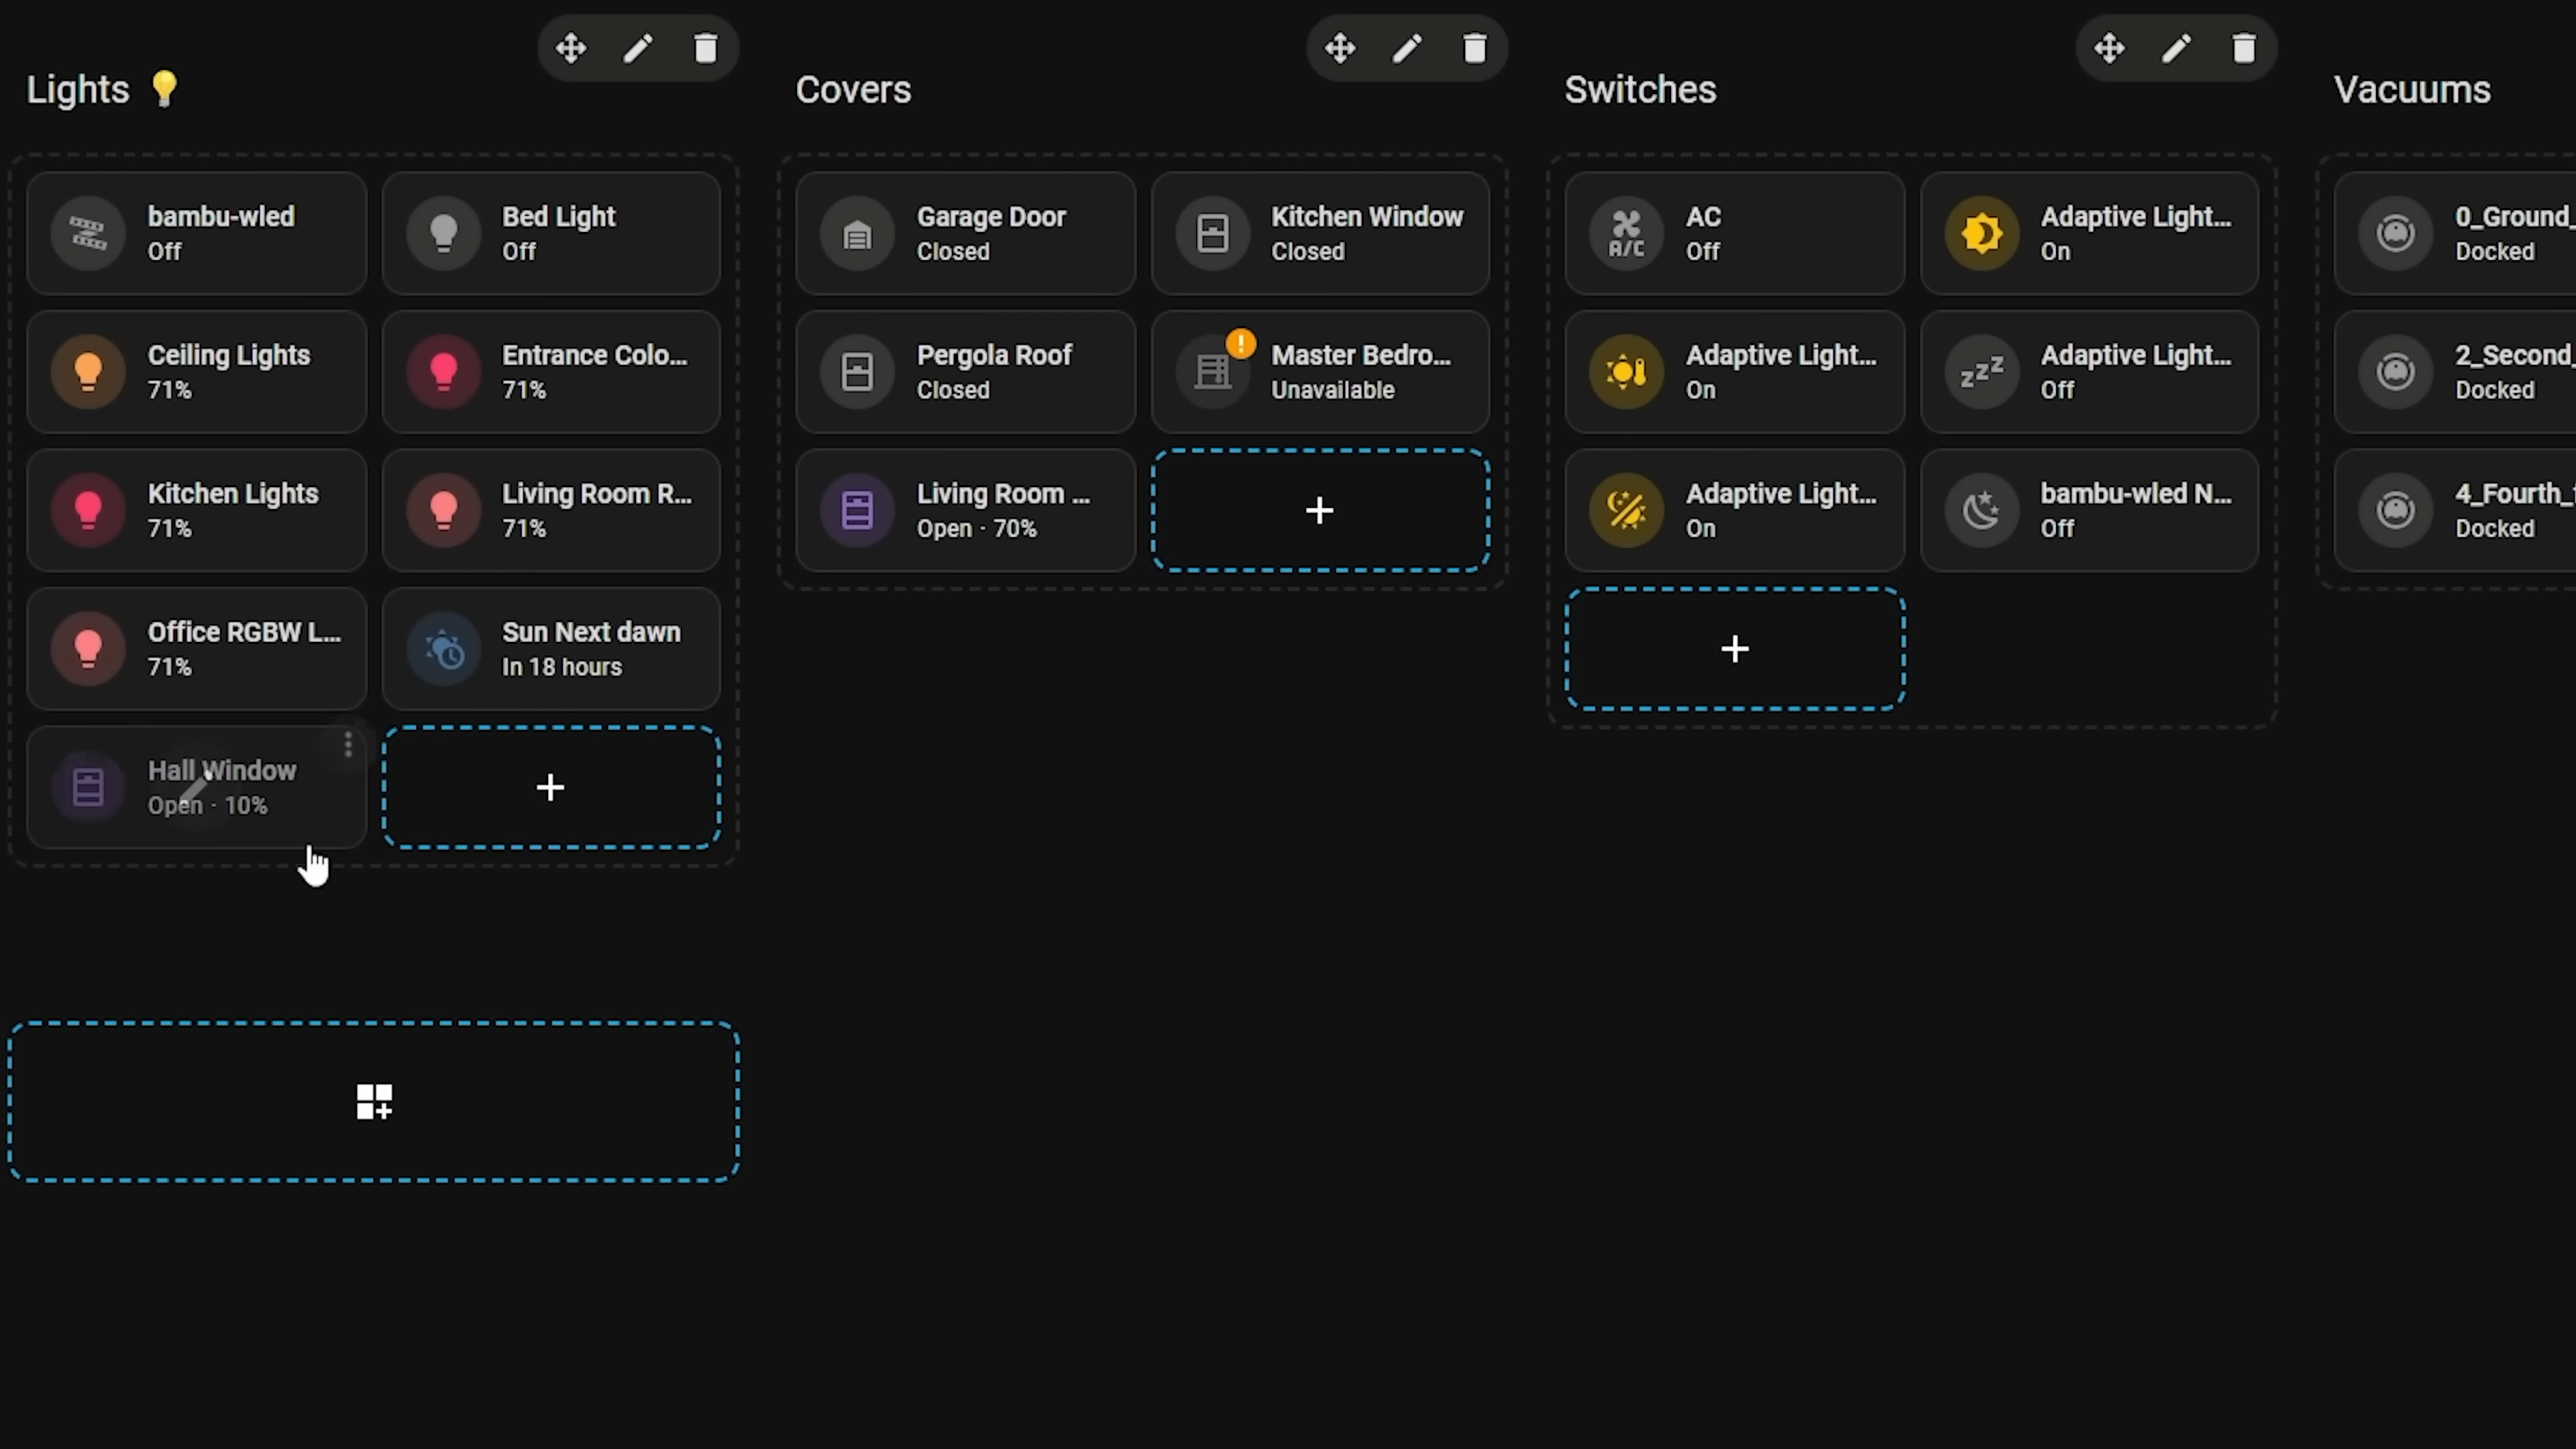 Lights 💡
bambu-wled
Off
Bed Light
Off
Ceiling Lights
71%
Entrance Colo...
71%
Kitchen Lights
71%
Living Room R...
71%
Office RGBW L...
71%
Sun Next dawn
In 18 hours
Hall Window
Open · 10%
Covers
Garage Door
Closed
Kitchen Window
Closed
Pergola Roof
Closed
Master Bedro...
Unavailable
Living Room ...
Open · 70%
Switches
A/C
AC
Off
Adaptive Light...
On
Adaptive Light...
On
zzz
Adaptive Light...
Off
Adaptive Light...
On
bambu-wled N...
Off
Vacuums
0_Ground_
Docked
2_Second_
Docked
4_Fourth_
Docked